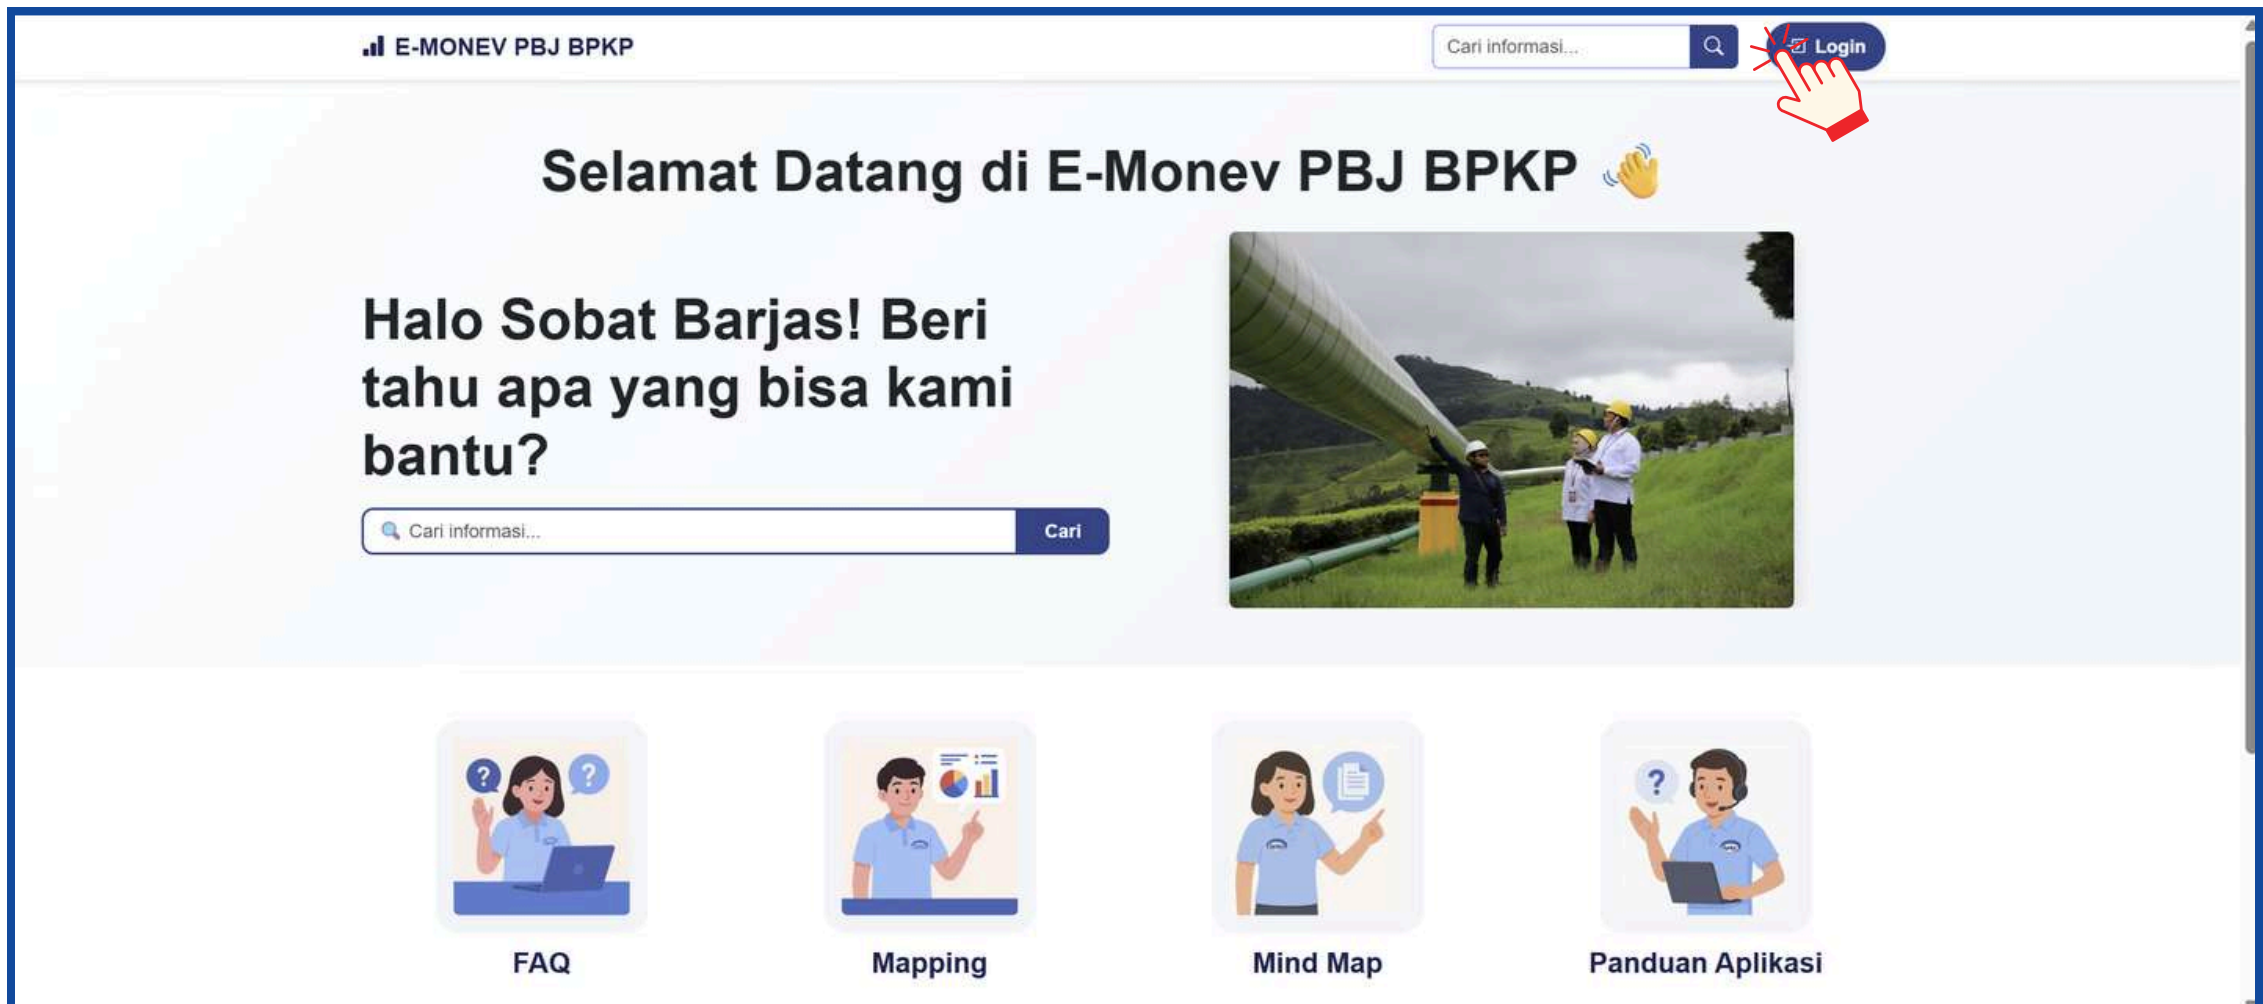 E-MONEV PBJ BPKP
Cari informasi...
Login
Selamat Datang di E-Monev PBJ BPKP 👋
Halo Sobat Barjas! Beri
tahu apa yang bisa kami
bantu?
Cari informasi...
Cari
? ?
?
FAQ
Mapping
Mind Map
Panduan Aplikasi